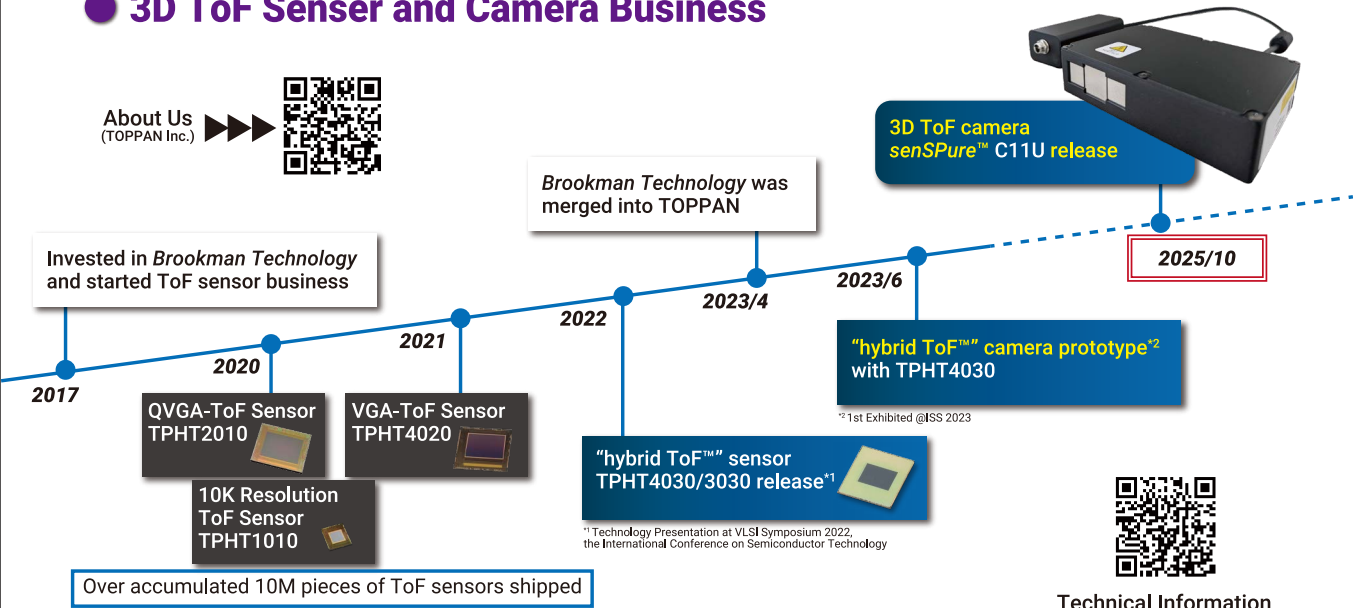 3D ToF Senser and Camera Business
About Us
(TOPPAN Inc.)
3D ToF camera
senSPure™ C11U release
Brookman Technology was
merged into TOPPAN
Invested in Brookman Technology
and started ToF sensor business
2025/10
2023/6
2023/4
2022
2021
2020
2017
"hybrid ToF™" camera prototype*2
with TPHT4030
*2 1st Exhibited @ISS 2023
QVGA-ToF Sensor
TPHT2010
VGA-ToF Sensor
TPHT4020
"hybrid ToF™" sensor
TPHT4030/3030 release*1
*1 Technology Presentation at VLSI Symposium 2022,
the International Conference on Semiconductor Technology
10K Resolution
ToF Sensor
TPHT1010
Over accumulated 10M pieces of ToF sensors shipped
Technical Information